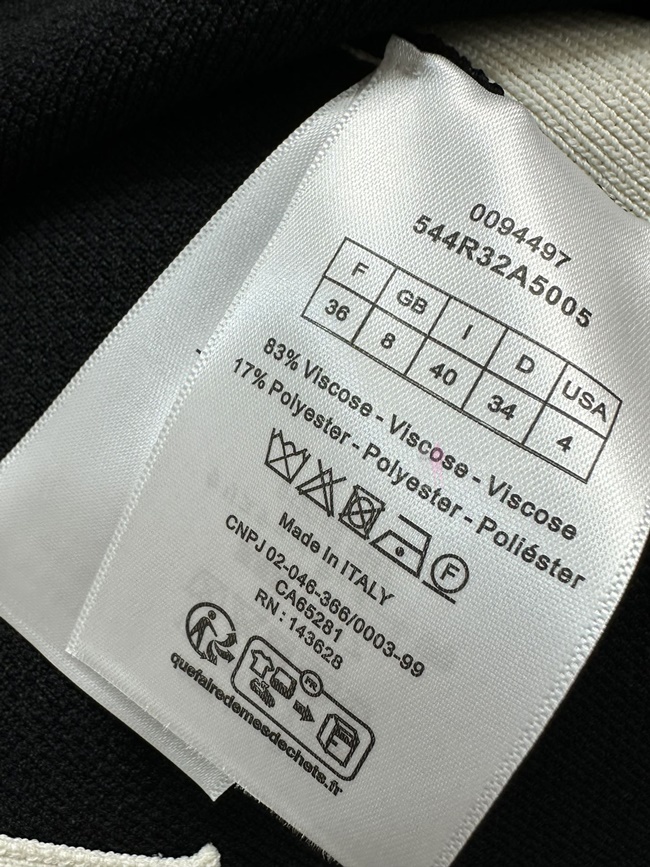 0094497
544R32A5005
F GB I D USA
36 8 40 34 4
83% Viscose - Viscose - Viscose
17% Polyester - Polyester - Poliéster
F
Made In ITALY
CNPJ 02-046-366/0003-99
CA65281
RN : 143628
FR
quefairedemesdechets.fr